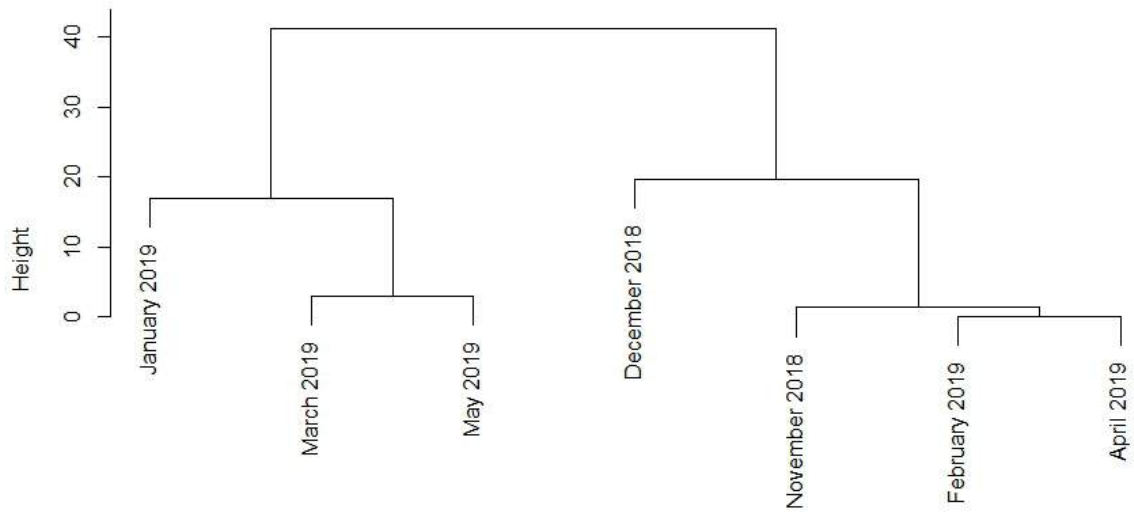 Height
40
30
20
10
0
January 2019
March 2019
May 2019
December 2018
November 2018
February 2019
April 2019